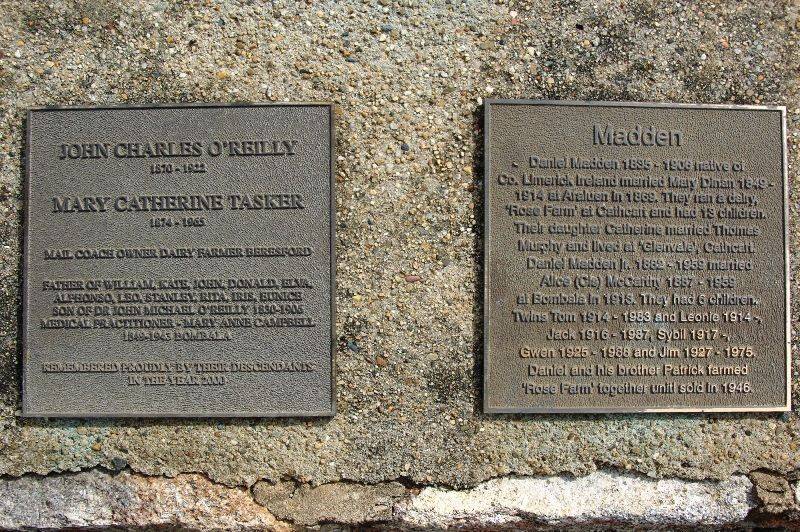 JOHN CHARLES O'REILLY
1870 - 1922
MARY CATHERINE TASKER
1874 - 1965
MAIL COACH OWNER DAIRY FARMER BERESFORD
FATHER OF WILLIAM, KATE, JOHN, DONALD, ELVA,
ALPHONSO, LEO, STANLEY, RITA, IRIS, EUNICE
SON OF DR JOHN MICHAEL O'REILLY 1830-1906
MEDICAL PRACTITIONER - MARY ANNE CAMPBELL
1849-1945 BOMBALA
REMEMBERED PROUDLY BY THEIR DESCENDANTS
IN THE YEAR 2000
Madden
Daniel Madden 1835 - 1906 native of
Co. Limerick Ireland married Mary Dinan 1849 -
1914 at Araluen in 1868. They ran a dairy,
'Rose Farm' at Cathcart and had 13 children.
Their daughter Catherine married Thomas
Murphy and lived at 'Glenvale', Cathcart.
Daniel Madden jr. 1882 - 1959 married
Alice (Cis) McCarthy 1887 - 1982
at Bombala in 1913. They had 6 children.
Twins Tom 1914 - 1983 and Leonie 1914 -,
Jack 1916 - 1987, Sybil 1917 -,
Gwen 1925 - 1988 and Jim 1927 - 1975.
Daniel and his brother Patrick farmed
'Rose Farm' together until sold in 1946.